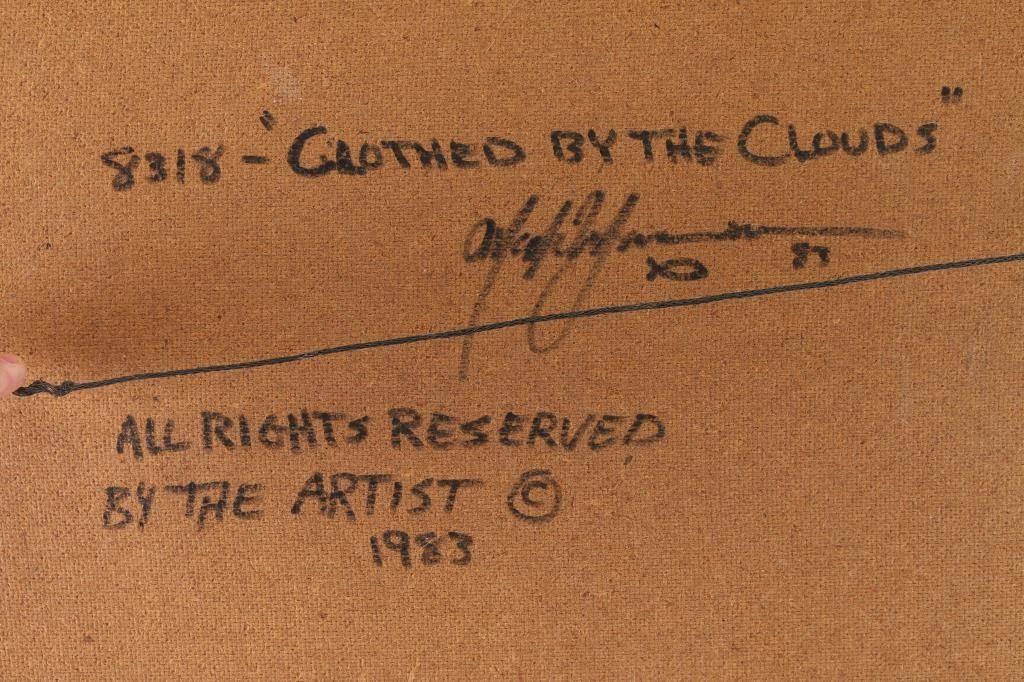 8318 - "CLOTHED BY THE CLOUDS"
ALL RIGHTS RESERVED
BY THE ARTIST ©
1983